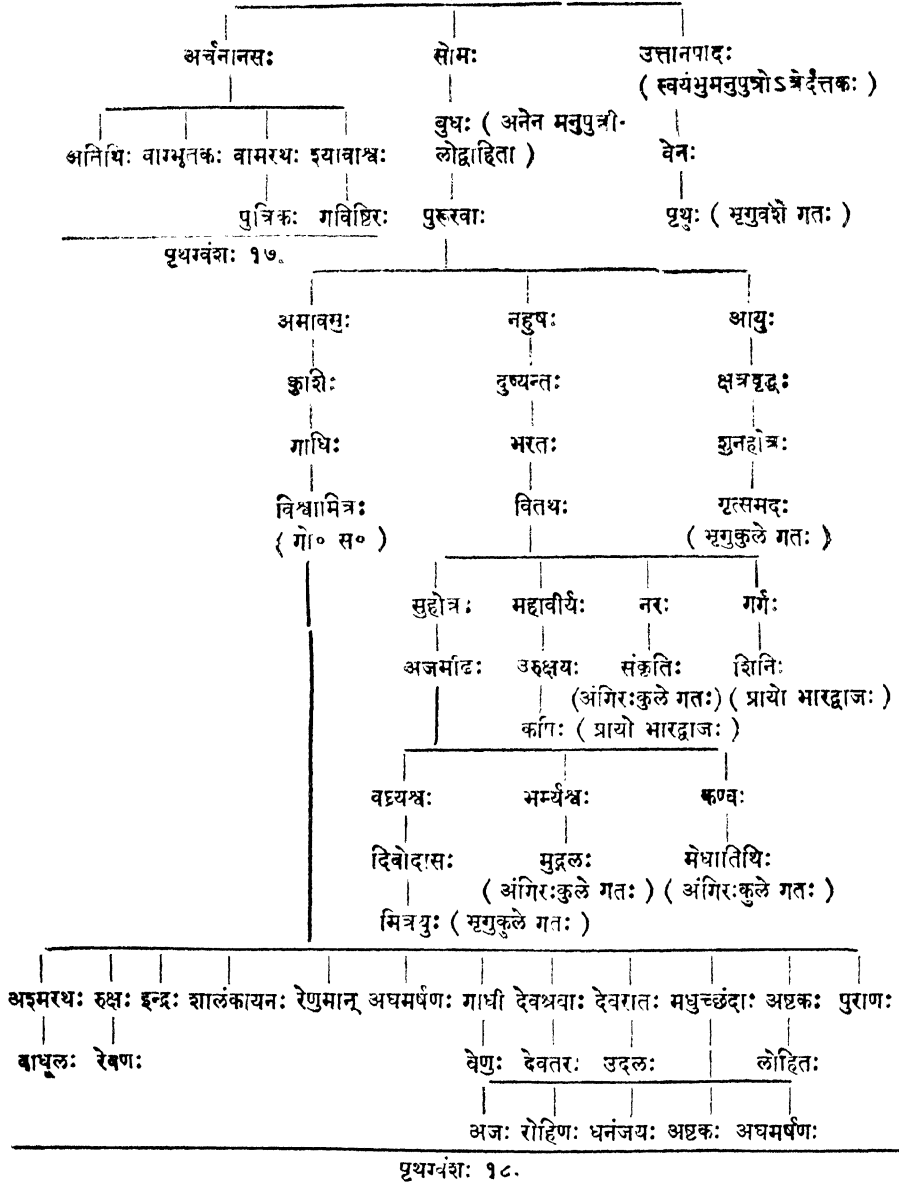 अर्चनानसः सोमः उत्तानपादः
( स्वयंभुमनुपुत्रोऽत्रेर्दत्तकः )
बुधः ( अनेन मनुपुत्री-
अतिथिः वाग्भुतकः वामरथः श्यावाश्वः लोद्वाहिता ) वेनः
पुत्रिकः गविष्टिरः पुरूरवाः पृथुः ( भृगुवंशे गतः )
पृथग्वंशः १७.
अमावसुः नहुषः आयुः
कुशिः दुष्यन्तः क्षत्रवृद्धः
गाधिः भरतः शुनहोत्रः
विश्वामित्रः वितथः गृत्समदः
( गो० स० ) ( भृगुकुले गतः )
सुहोत्रः महावीर्यः नरः गर्गः
अजमीढः उरुक्षयः संकृतिः शिनिः
(अंगिरःकुले गतः) ( प्रायो भारद्वाजः )
कपिः ( प्रायो भारद्वाजः )
वध्र्यश्वः भर्म्यश्वः कण्वः
दिवोदासः मुद्गलः मेधातिथिः
( अंगिरःकुले गतः ) ( अंगिरःकुले गतः )
मित्रयुः ( भृगुकुले गतः )
अश्मरथः रुक्षः इन्द्रः शालंकायनः रेणुमान् अघमर्षणः गाधी देवश्रवाः देवरातः मधुच्छंदाः अष्टकः पुराणः
वाधूलः रेवणः वेणुः देवतरः उदलः लोहितः
अजः रोहिणः धनंजयः अष्टकः अघमर्षणः
पृथग्वंशः १८.